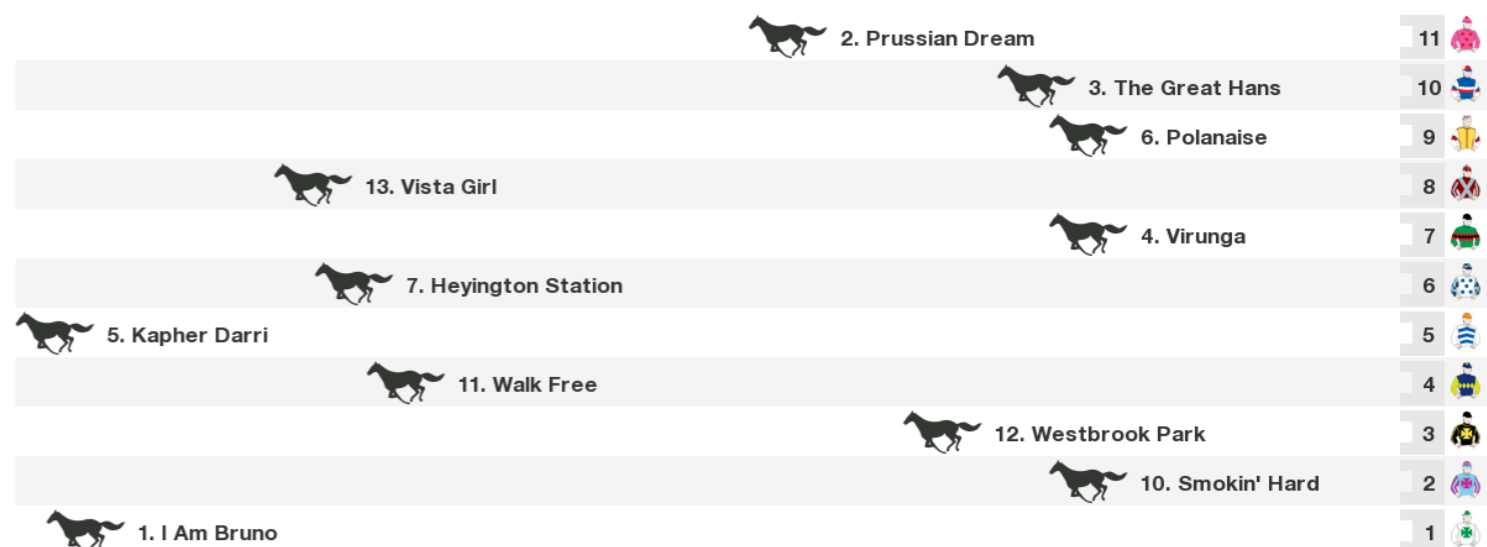 2. Prussian Dream 11
3. The Great Hans 10
6. Polanaise 9
13. Vista Girl 8
4. Virunga 7
7. Heyington Station 6
5. Kapher Darri 5
11. Walk Free 4
12. Westbrook Park 3
10. Smokin' Hard 2
1. I Am Bruno 1